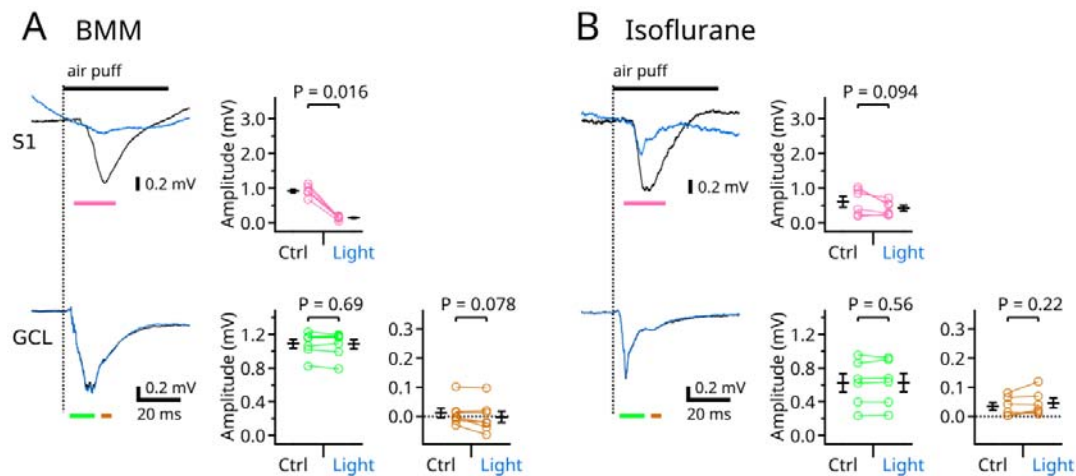 A BMM
air puff
S1
0.2 mV
P = 0.016
Amplitude (mV)
3.0
2.0
1.0
0.0
Ctrl Light
GCL
0.2 mV
20 ms
P = 0.69
Amplitude (mV)
1.2
0.8
0.4
0.0
Ctrl Light
P = 0.078
0.3
0.2
0.1
0.0
Ctrl Light
B Isoflurane
air puff
0.2 mV
P = 0.094
Amplitude (mV)
3.0
2.0
1.0
0.0
Ctrl Light
0.2 mV
20 ms
P = 0.56
Amplitude (mV)
1.2
0.8
0.4
0.0
Ctrl Light
P = 0.22
0.3
0.2
0.1
0.0
Ctrl Light